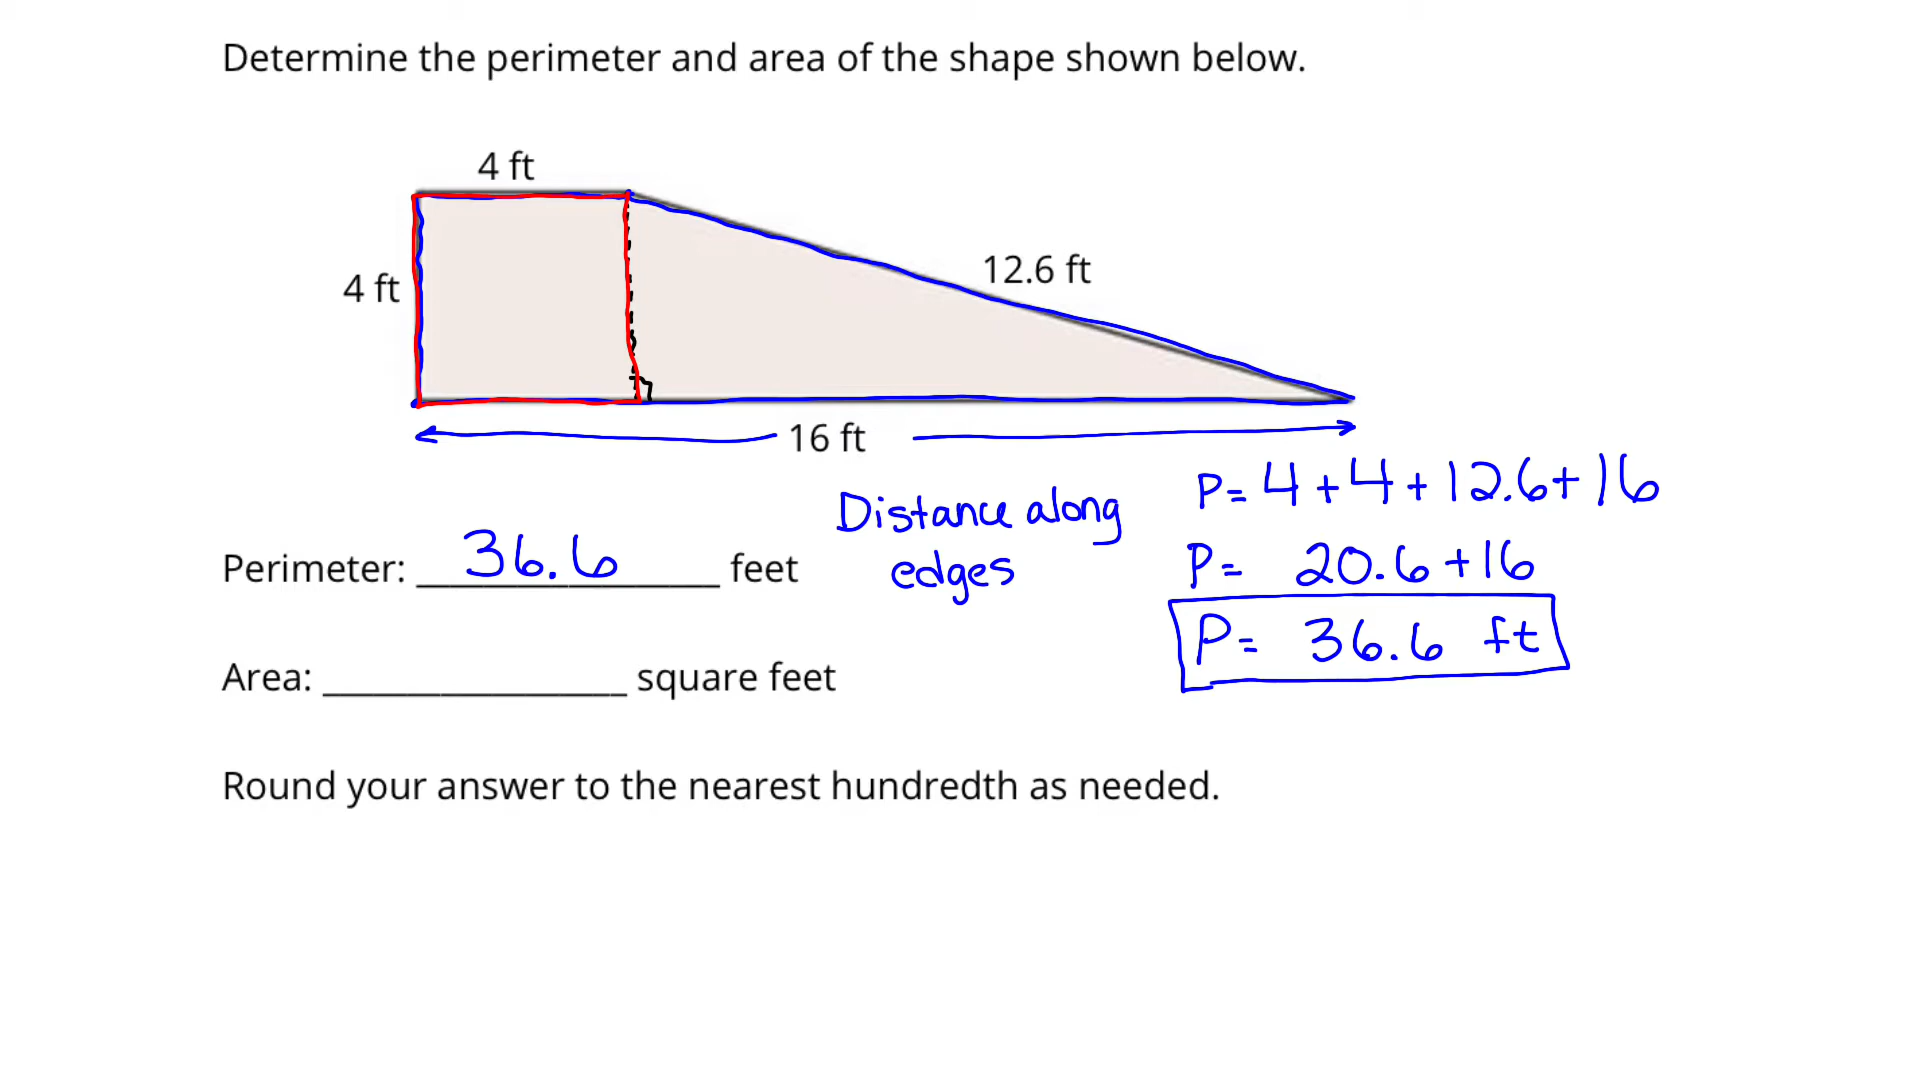 Determine the perimeter and area of the shape shown below.
4 ft
4 ft
12.6 ft
16 ft
P= 4+4+12.6+16
Distance along
edges
Perimeter: 36.6 feet
P= 20.6+16
P= 36.6 ft
Area: __________________ square feet
Round your answer to the nearest hundredth as needed.